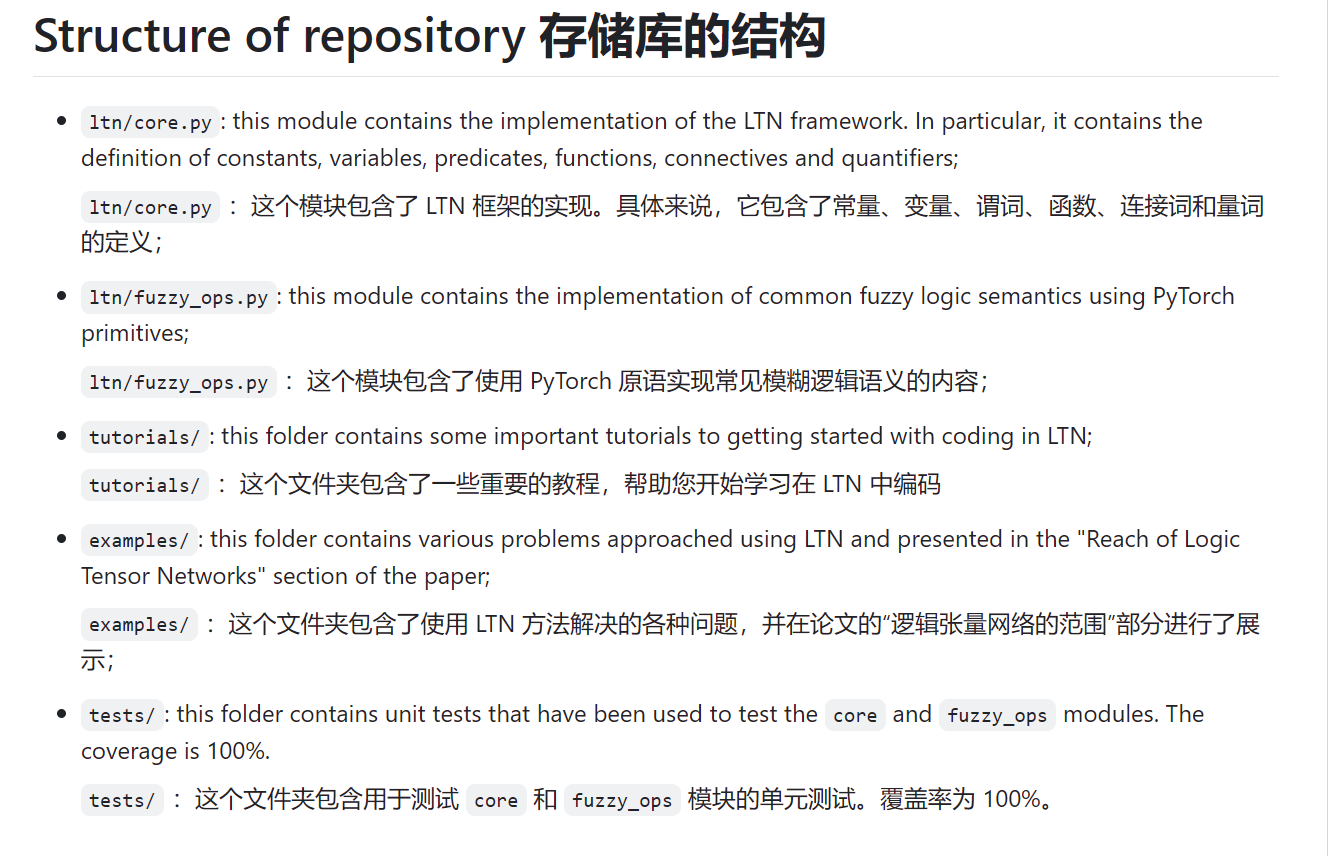 Structure of repository 存储库的结构
ltn/core.py: this module contains the implementation of the LTN framework. In particular, it contains the
definition of constants, variables, predicates, functions, connectives and quantifiers;
ltn/core.py ：这个模块包含了 LTN 框架的实现。具体来说，它包含了常量、变量、谓词、函数、连接词和量词
的定义；
ltn/fuzzy_ops.py: this module contains the implementation of common fuzzy logic semantics using PyTorch
primitives;
ltn/fuzzy_ops.py ：这个模块包含了使用 PyTorch 原语实现常见模糊逻辑语义的内容；
tutorials/: this folder contains some important tutorials to getting started with coding in LTN;
tutorials/ ：这个文件夹包含了一些重要的教程，帮助您开始学习在 LTN 中编码
examples/: this folder contains various problems approached using LTN and presented in the "Reach of Logic
Tensor Networks" section of the paper;
examples/ ：这个文件夹包含了使用 LTN 方法解决的各种问题，并在论文的“逻辑张量网络的范围”部分进行了展
示；
tests/: this folder contains unit tests that have been used to test the core and fuzzy_ops modules. The
coverage is 100%.
tests/ ：这个文件夹包含用于测试 core 和 fuzzy_ops 模块的单元测试。覆盖率为 100%。